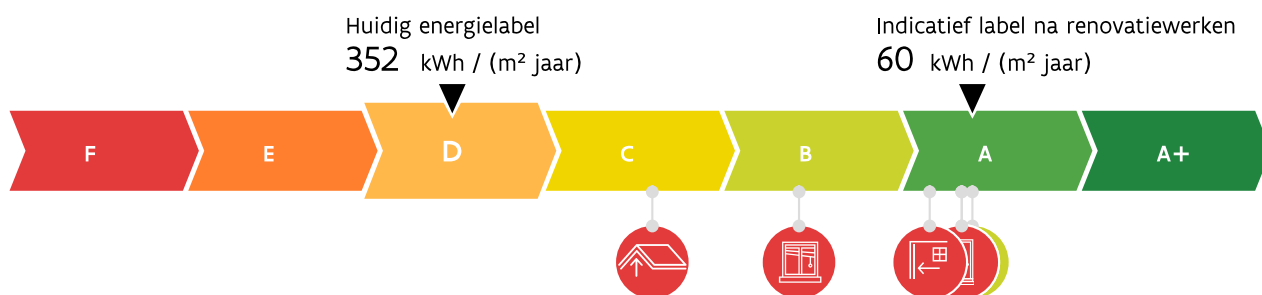 Huidig energielabel
352 kWh / (m² jaar)
Indicatief label na renovatiewerken
60 kWh / (m² jaar)
F E D C B A A+